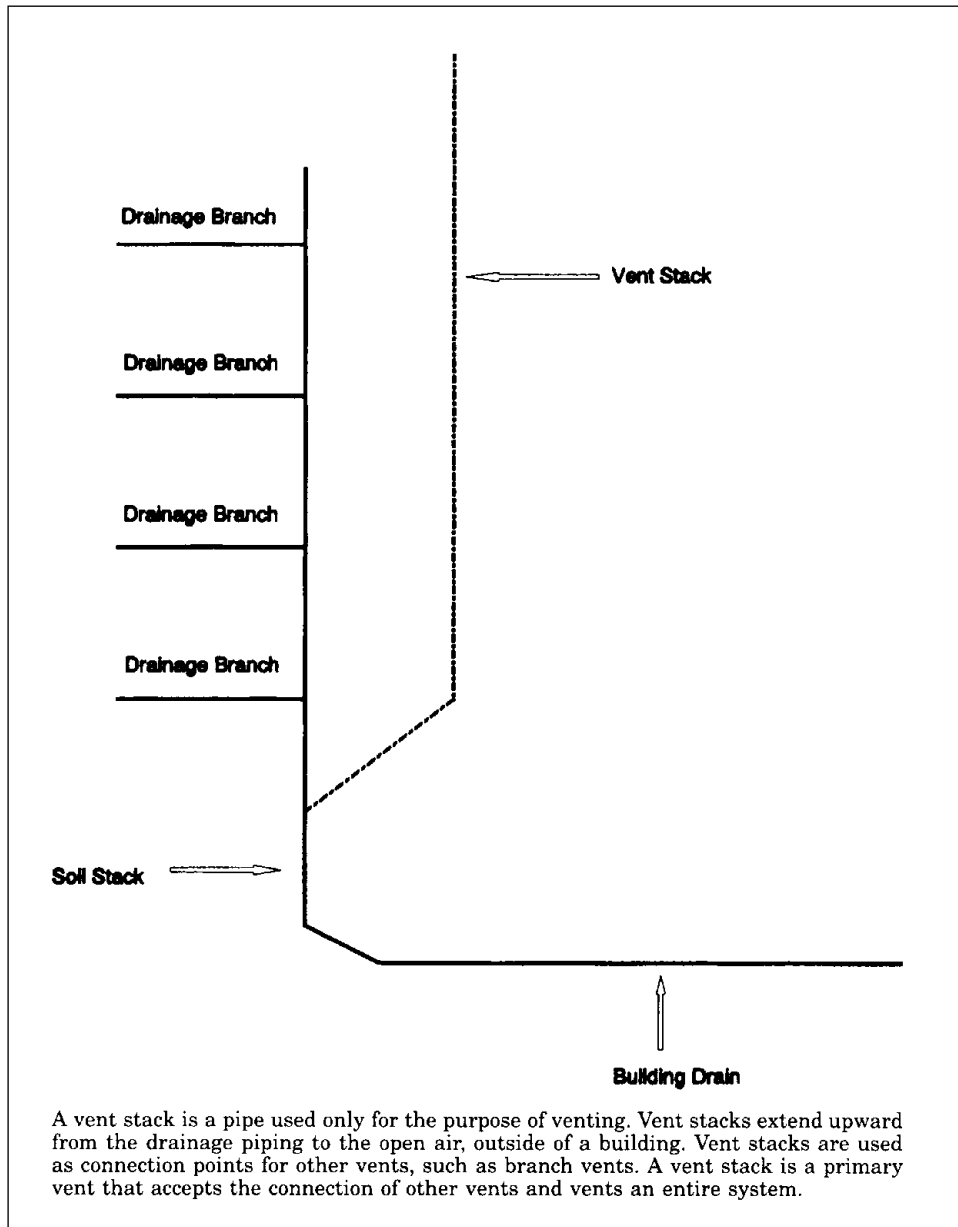 Drainage Branch
Vent Stack
Drainage Branch
Drainage Branch
Drainage Branch
Soil Stack
Building Drain
A vent stack is a pipe used only for the purpose of venting. Vent stacks extend upward
from the drainage piping to the open air, outside of a building. Vent stacks are used
as connection points for other vents, such as branch vents. A vent stack is a primary
vent that accepts the connection of other vents and vents an entire system.